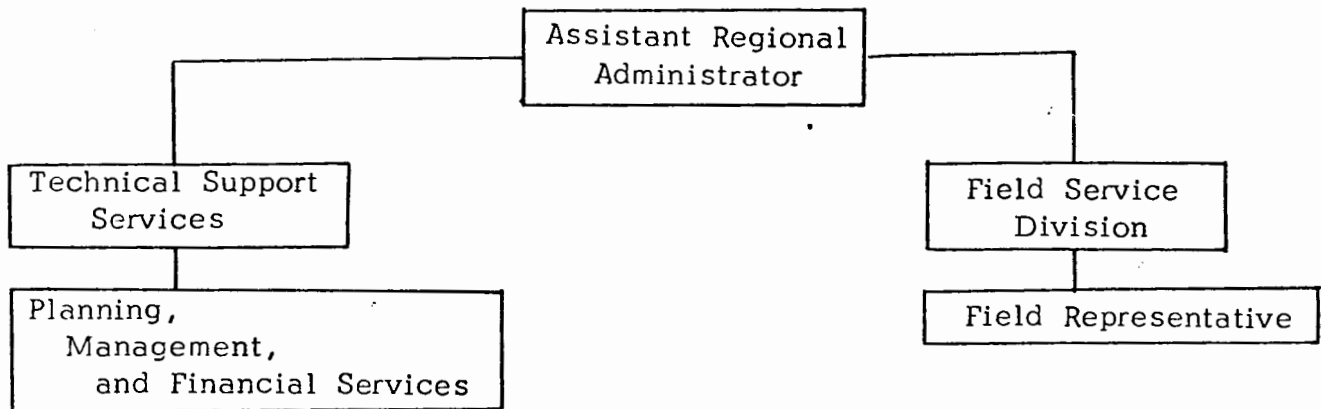 Assistant Regional
Administrator
Technical Support
Services
Field Service
Division
Planning,
Management,
and Financial Services
Field Representative